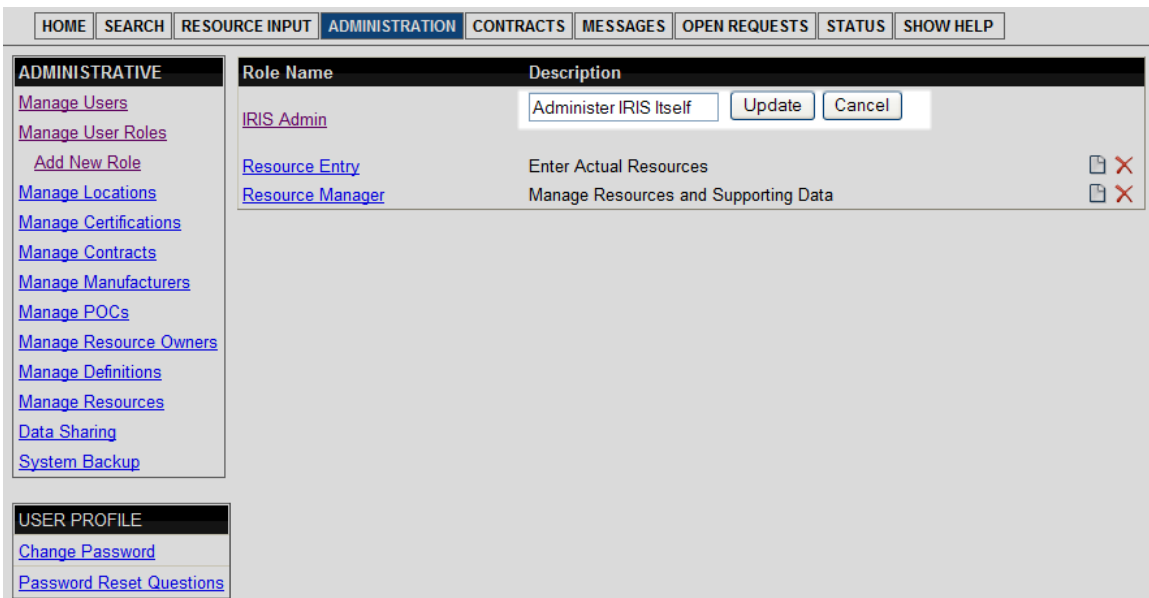 HOME SEARCH RESOURCE INPUT ADMINISTRATION CONTRACTS MESSAGES OPEN REQUESTS STATUS SHOW HELP
ADMINISTRATIVE
Manage Users
Manage User Roles
Add New Role
Manage Locations
Manage Certifications
Manage Contracts
Manage Manufacturers
Manage POCs
Manage Resource Owners
Manage Definitions
Manage Resources
Data Sharing
System Backup
USER PROFILE
Change Password
Password Reset Questions
Role Name Description
IRIS Admin Administer IRIS Itself Update Cancel
Resource Entry Enter Actual Resources
Resource Manager Manage Resources and Supporting Data